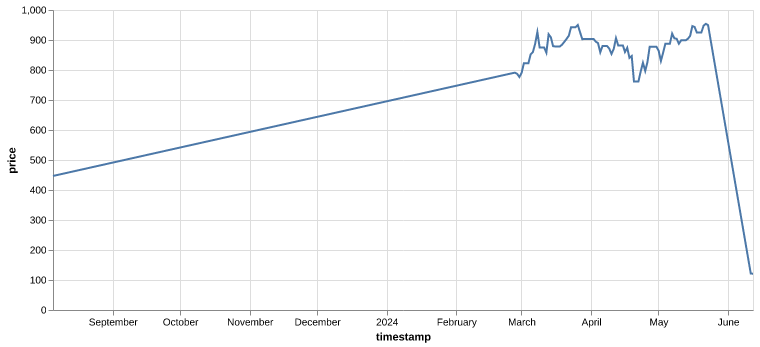 1,000
900
800
700
600
500
400
300
200
100
0
price
September
October
November
December
2024
February
March
April
May
June
timestamp